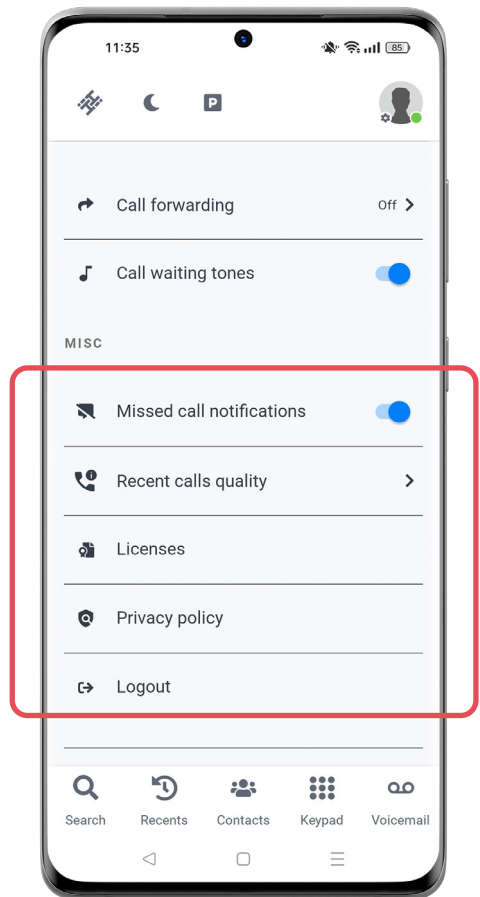 11:35
85
P
Call forwarding Off
Call waiting tones
MISC
Missed call notifications
Recent calls quality
Licenses
Privacy policy
Logout
Search Recents Contacts Keypad Voicemail